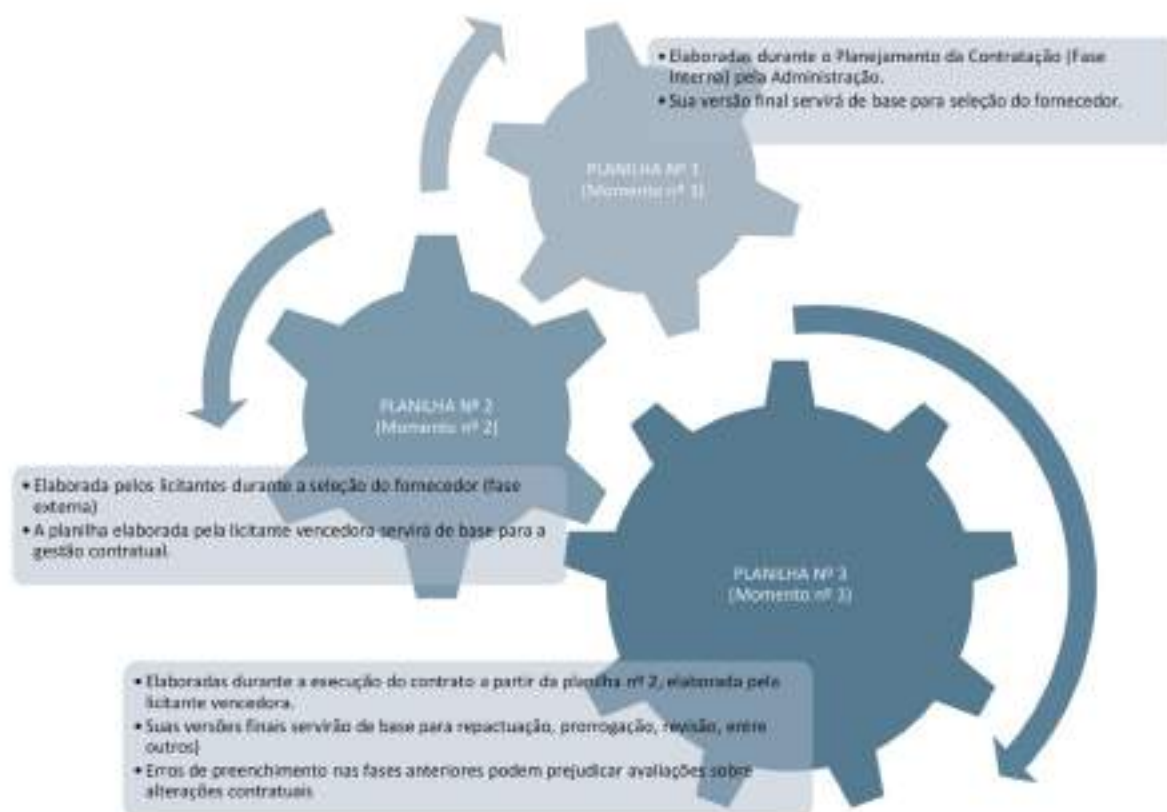 • Elaboradas durante o Planejamento da Contratação (Fase
Interna) pela Administração.
• Sua versão final servirá de base para seleção do fornecedor.
PLANILHA Nº 1
(Momento nº 1)
PLANILHA Nº 2
(Momento nº 2)
• Elaborada pelos licitantes durante a seleção do fornecedor (fase
externa)
• A planilha elaborada pela licitante vencedora servirá de base para a
gestão contratual.
PLANILHA Nº 3
(Momento nº 3)
• Elaboradas durante a execução do contrato a partir da planilha nº 2, elaborada pela
licitante vencedora.
• Suas versões finais servirão de base para repactuação, prorrogação, revisão, entre
outros)
• Erros de preenchimento nas fases anteriores podem prejudicar avaliações sobre
alterações contratuais